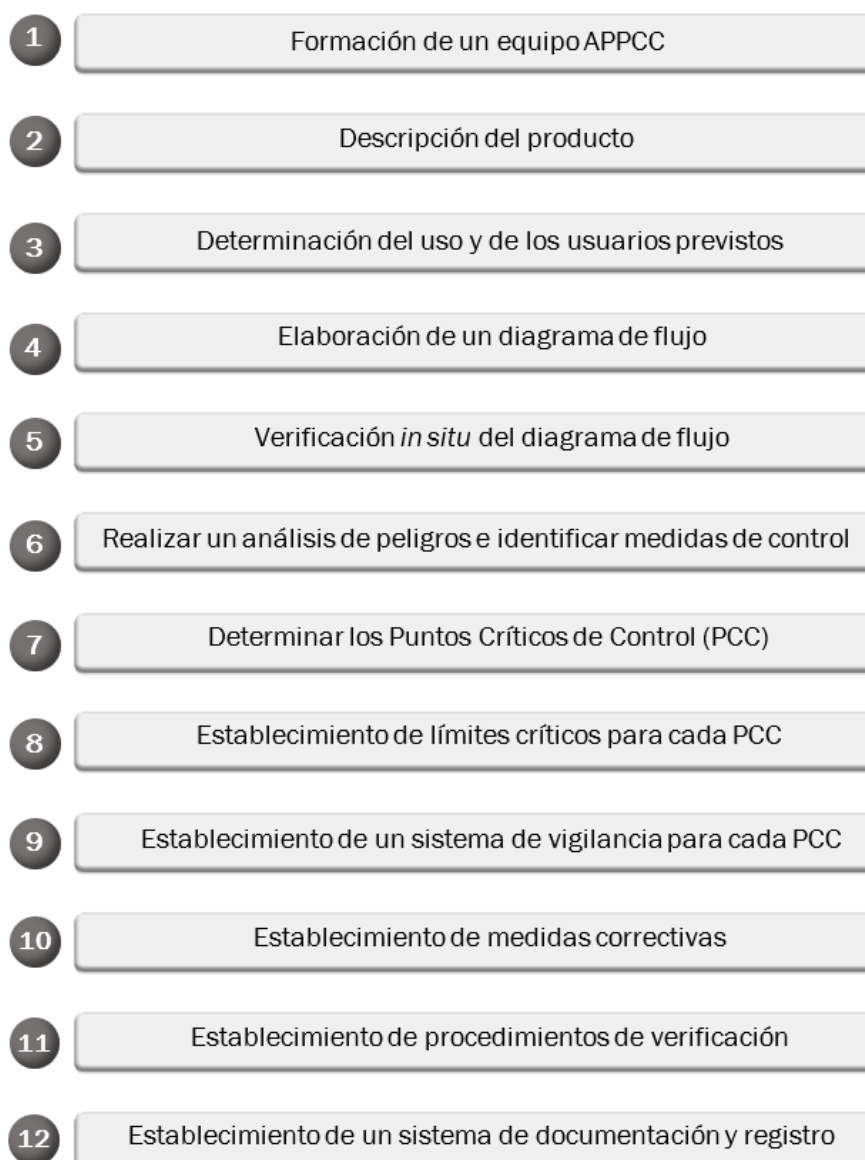 1 Formación de un equipo APPCC
2 Descripción del producto
3 Determinación del uso y de los usuarios previstos
4 Elaboración de un diagrama de flujo
5 Verificación in situ del diagrama de flujo
6 Realizar un análisis de peligros e identificar medidas de control
7 Determinar los Puntos Críticos de Control (PCC)
8 Establecimiento de límites críticos para cada PCC
9 Establecimiento de un sistema de vigilancia para cada PCC
10 Establecimiento de medidas correctivas
11 Establecimiento de procedimientos de verificación
12 Establecimiento de un sistema de documentación y registro